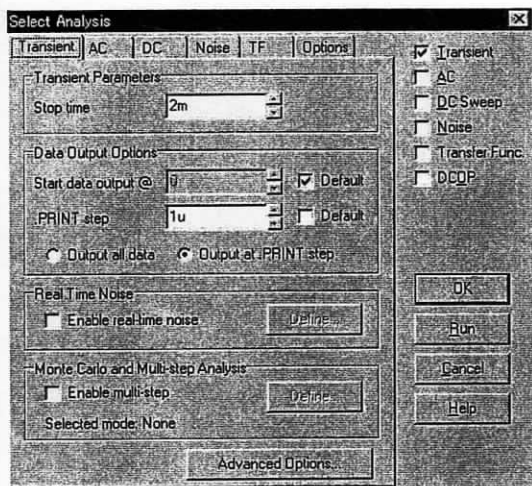 Select Analysis
Transient AC DC Noise TF Options
Transient Parameters
Stop time 2m
Data Output Options
Start data output @ 0 Default
.PRINT step 1u Default
Output all data Output at .PRINT step
Real Time Noise
Enable real-time noise Define...
Monte Carlo and Multi-step Analysis
Enable multi-step Define...
Selected mode: None
Advanced Options...
Transient
AC
DC Sweep
Noise
Transfer Func.
DCOP
OK
Run
Cancel
Help